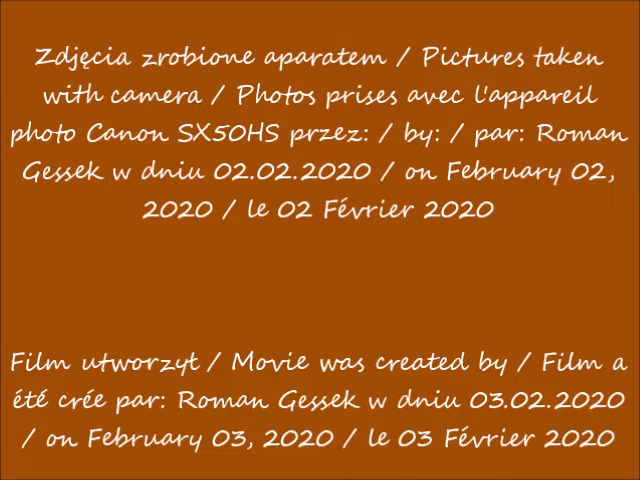 Zdjęcia zrobione aparatem / Pictures taken
with camera / Photos prises avec l'appareil
photo Canon SX50HS przez: / by: / par: Roman
Gessek w dniu 02.02.2020 / on February 02,
2020 / le 02 Février 2020
Film utworzył / Movie was created by / Film a
été crée par: Roman Gessek w dniu 03.02.2020
/ on February 03, 2020 / le 03 Février 2020